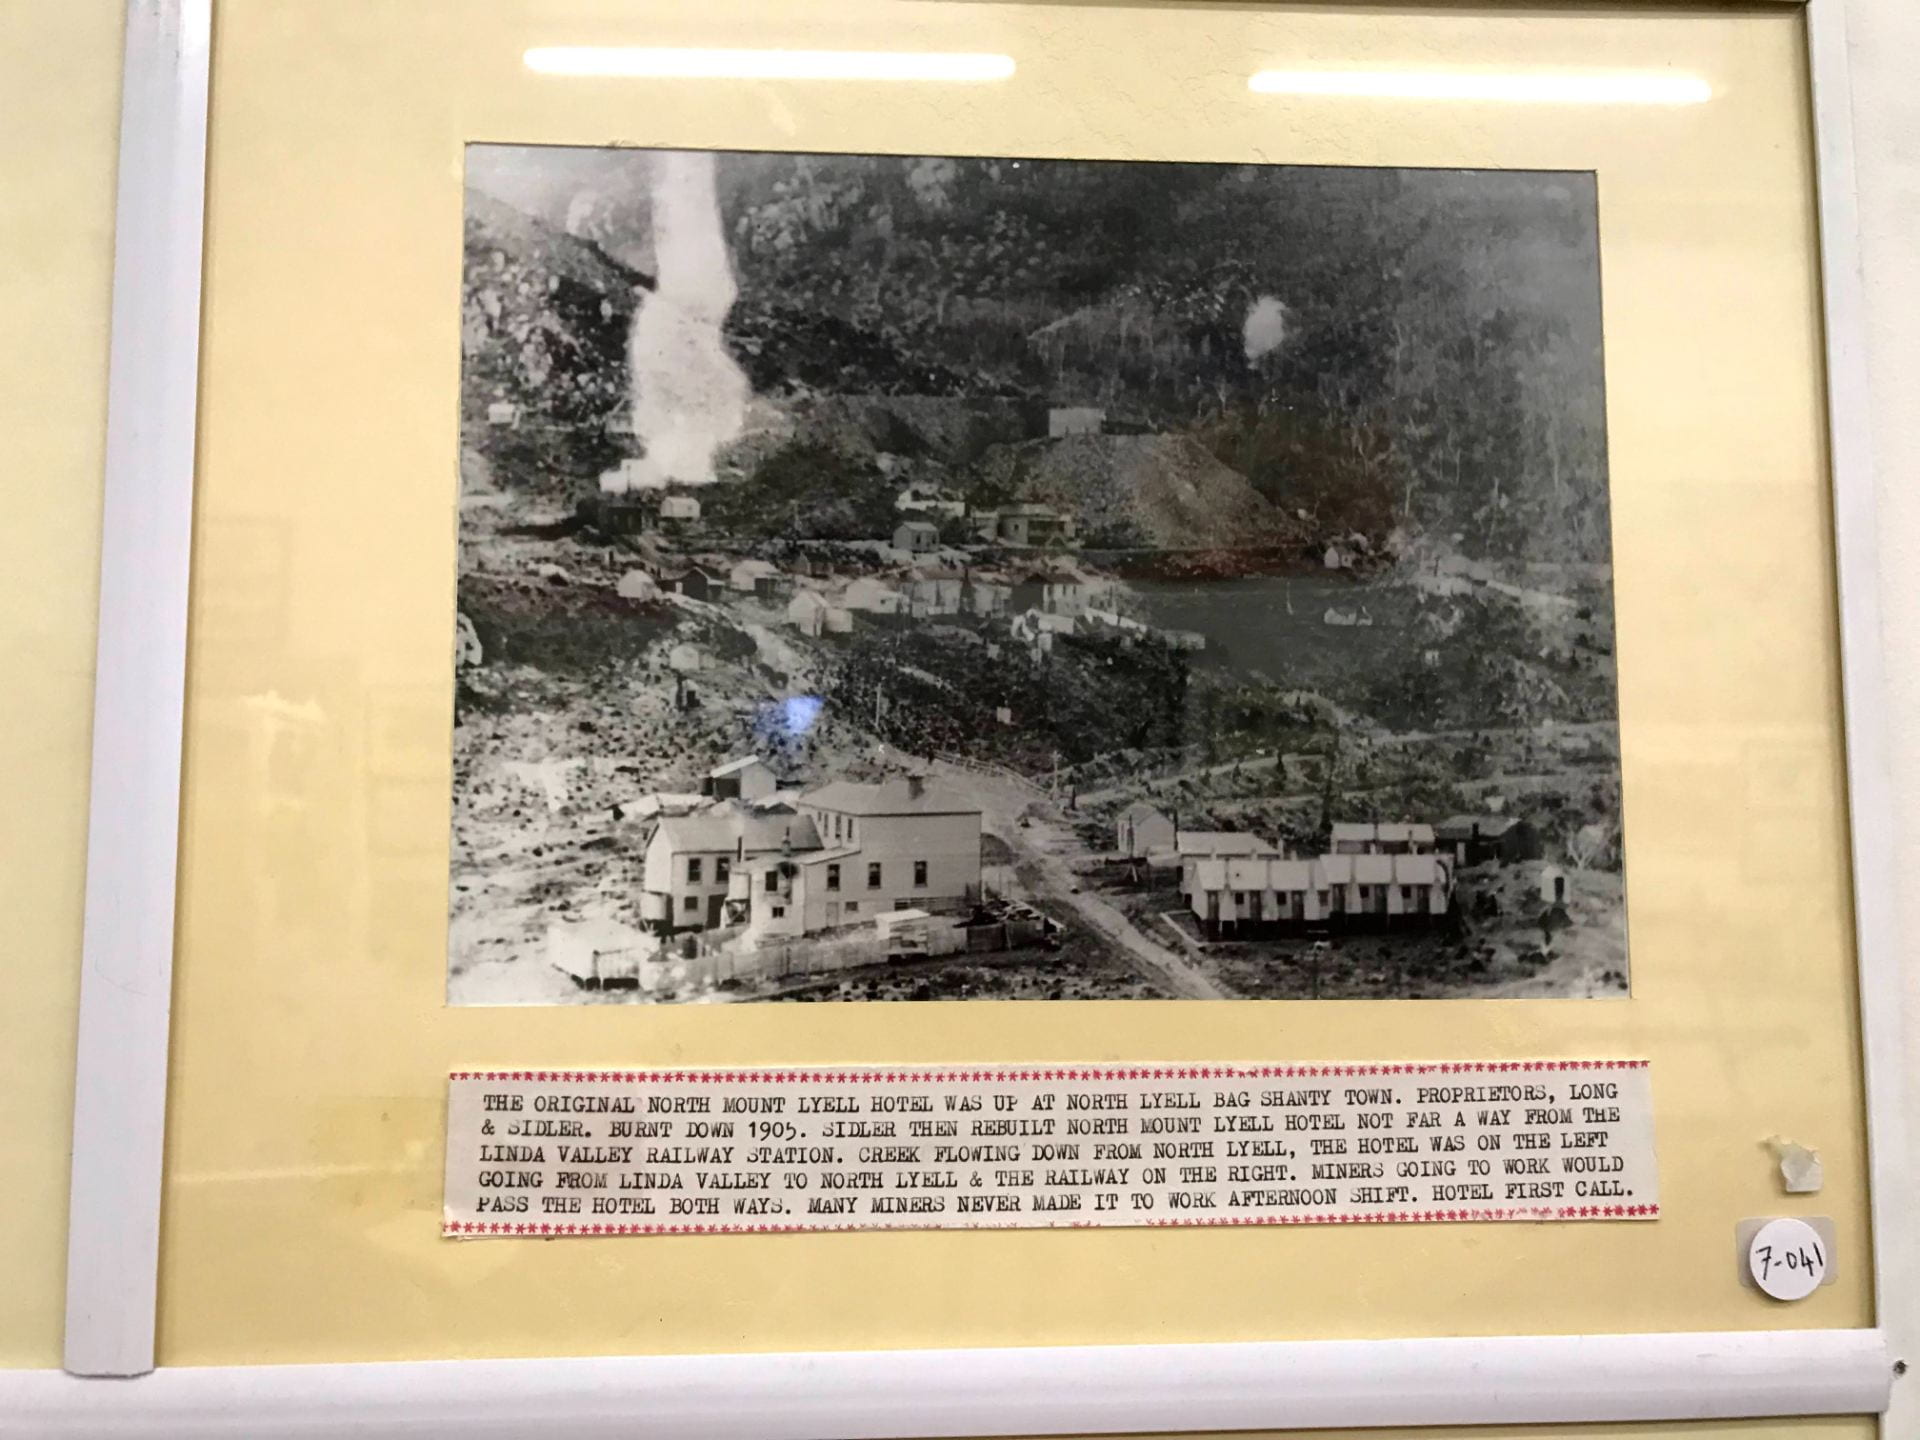 THE ORIGINAL NORTH MOUNT LYELL HOTEL WAS UP AT NORTH LYELL BAG SHANTY TOWN. PROPRIETORS, LONG
& SIDLER. BURNT DOWN 1905. SIDLER THEN REBUILT NORTH MOUNT LYELL HOTEL NOT FAR A WAY FROM THE
LINDA VALLEY RAILWAY STATION. CREEK FLOWING DOWN FROM NORTH LYELL, THE HOTEL WAS ON THE LEFT
GOING FROM LINDA VALLEY TO NORTH LYELL & THE RAILWAY ON THE RIGHT. MINERS GOING TO WORK WOULD
PASS THE HOTEL BOTH WAYS. MANY MINERS NEVER MADE IT TO WORK AFTERNOON SHIFT. HOTEL FIRST CALL.
7-041